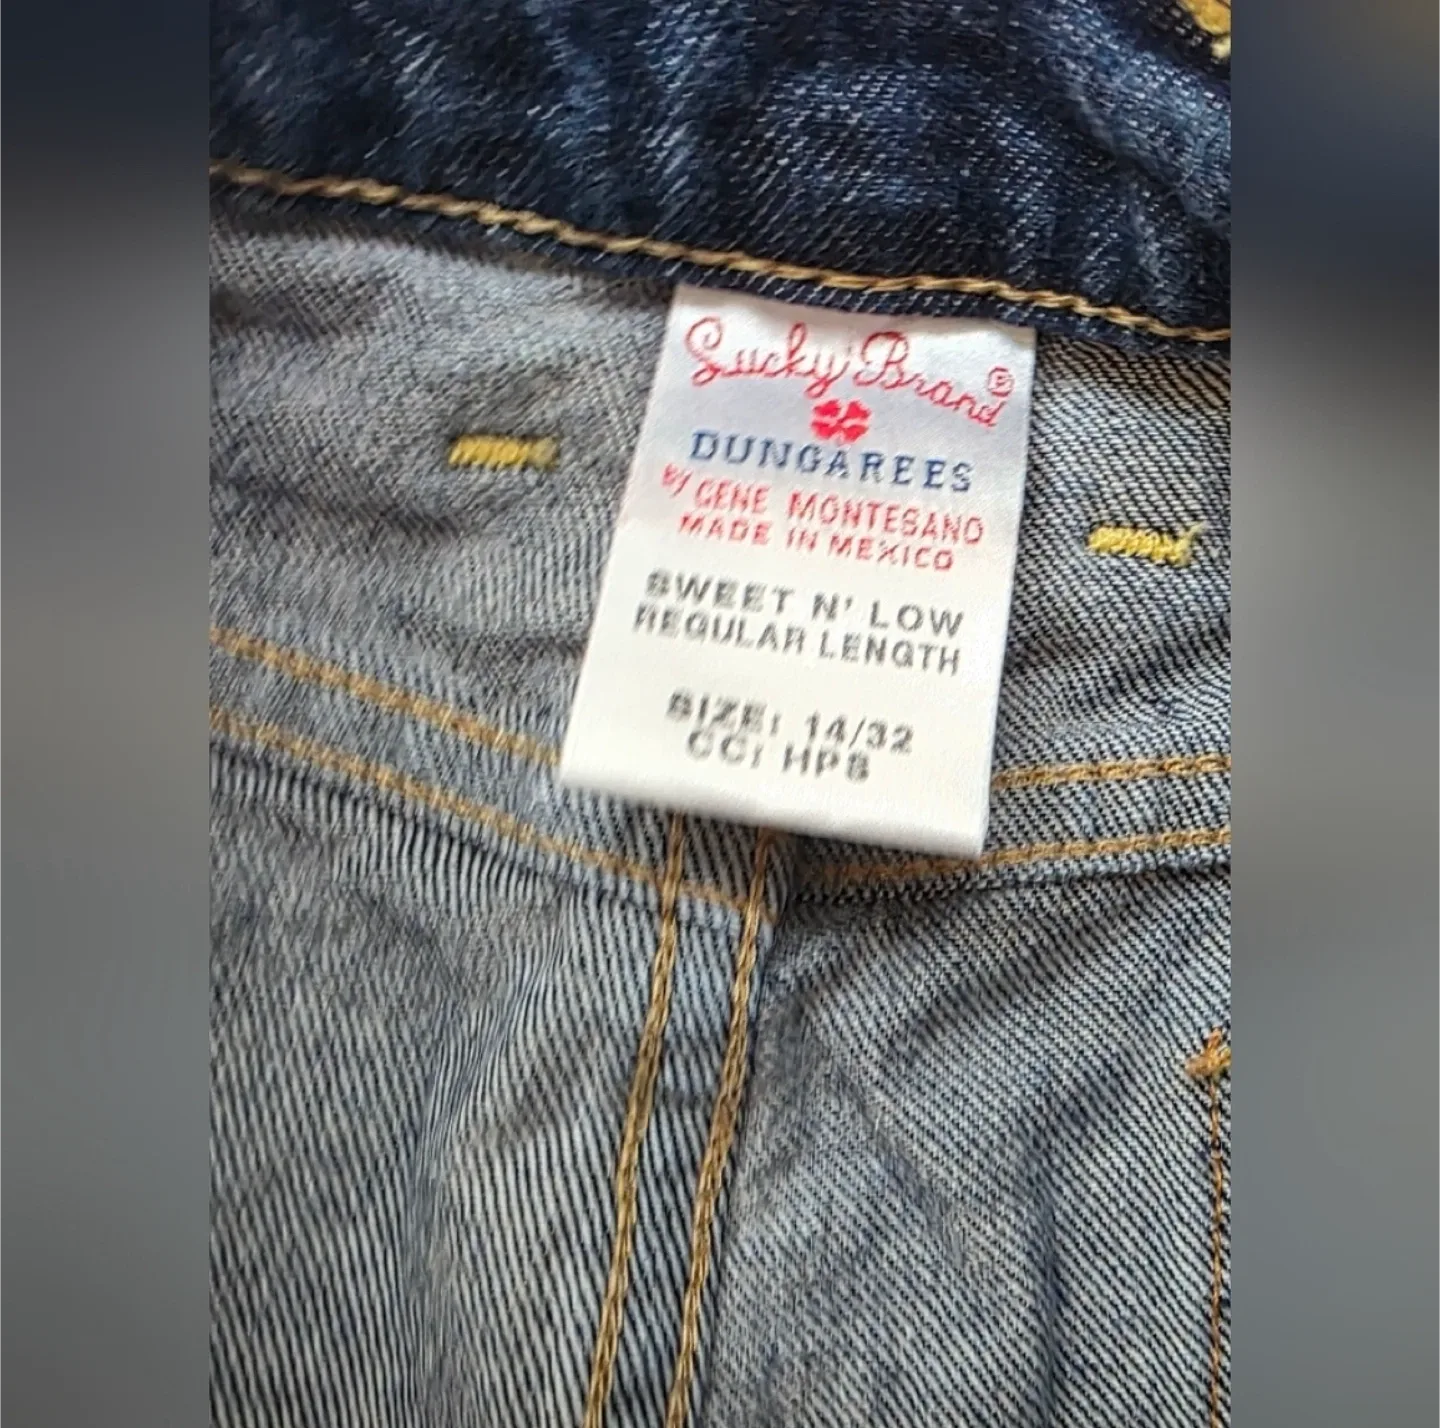 Lucky Brand®
DUNGAREES
BY GENE MONTESANO
MADE IN MEXICO
SWEET N' LOW
REGULAR LENGTH
SIZE: 14/32
CC: HPS